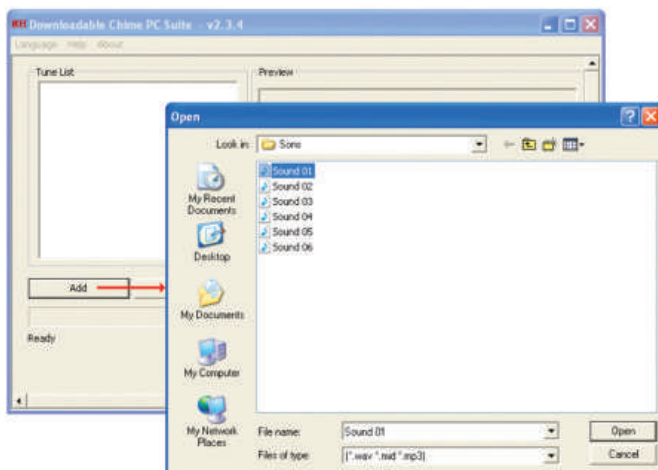 KH Downloadable Chime PC Suite - v2.3.4
Language Help About
Tune List
Preview
Open
Look in: Sons
My Recent
Documents
Desktop
My Documents
My Computer
My Network
Places
Sound 01
Sound 02
Sound 03
Sound 04
Sound 05
Sound 06
Add
Ready
File name: Sound 01
Open
Files of type: (*.wav *.mid *.mp3)
Cancel